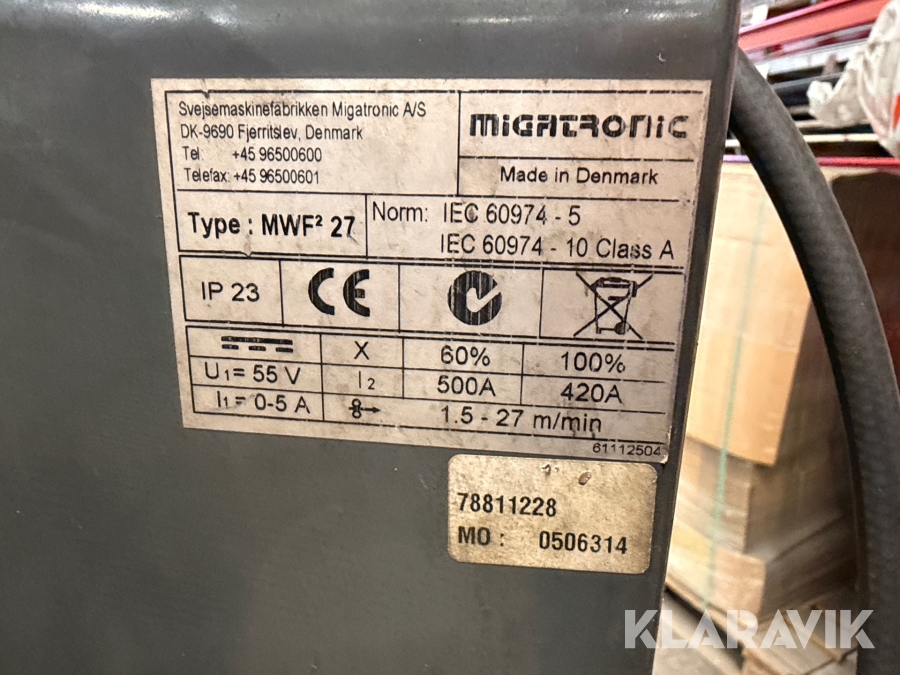 Svejsemaskinefabrikken Migatronic A/S
DK-9690 Fjerritslev, Denmark
Tel: +45 96500600
Telefax: +45 96500601
MIGATRONIC
Made in Denmark
Type : MWF² 27
Norm: IEC 60974 - 5
IEC 60974 - 10 Class A
IP 23
CE
X 60% 100%
U₁= 55 V
I₂ 500A 420A
I₁= 0-5 A
1.5 - 27 m/min
61112504
78811228
MO : 0506314
KLARAVIK